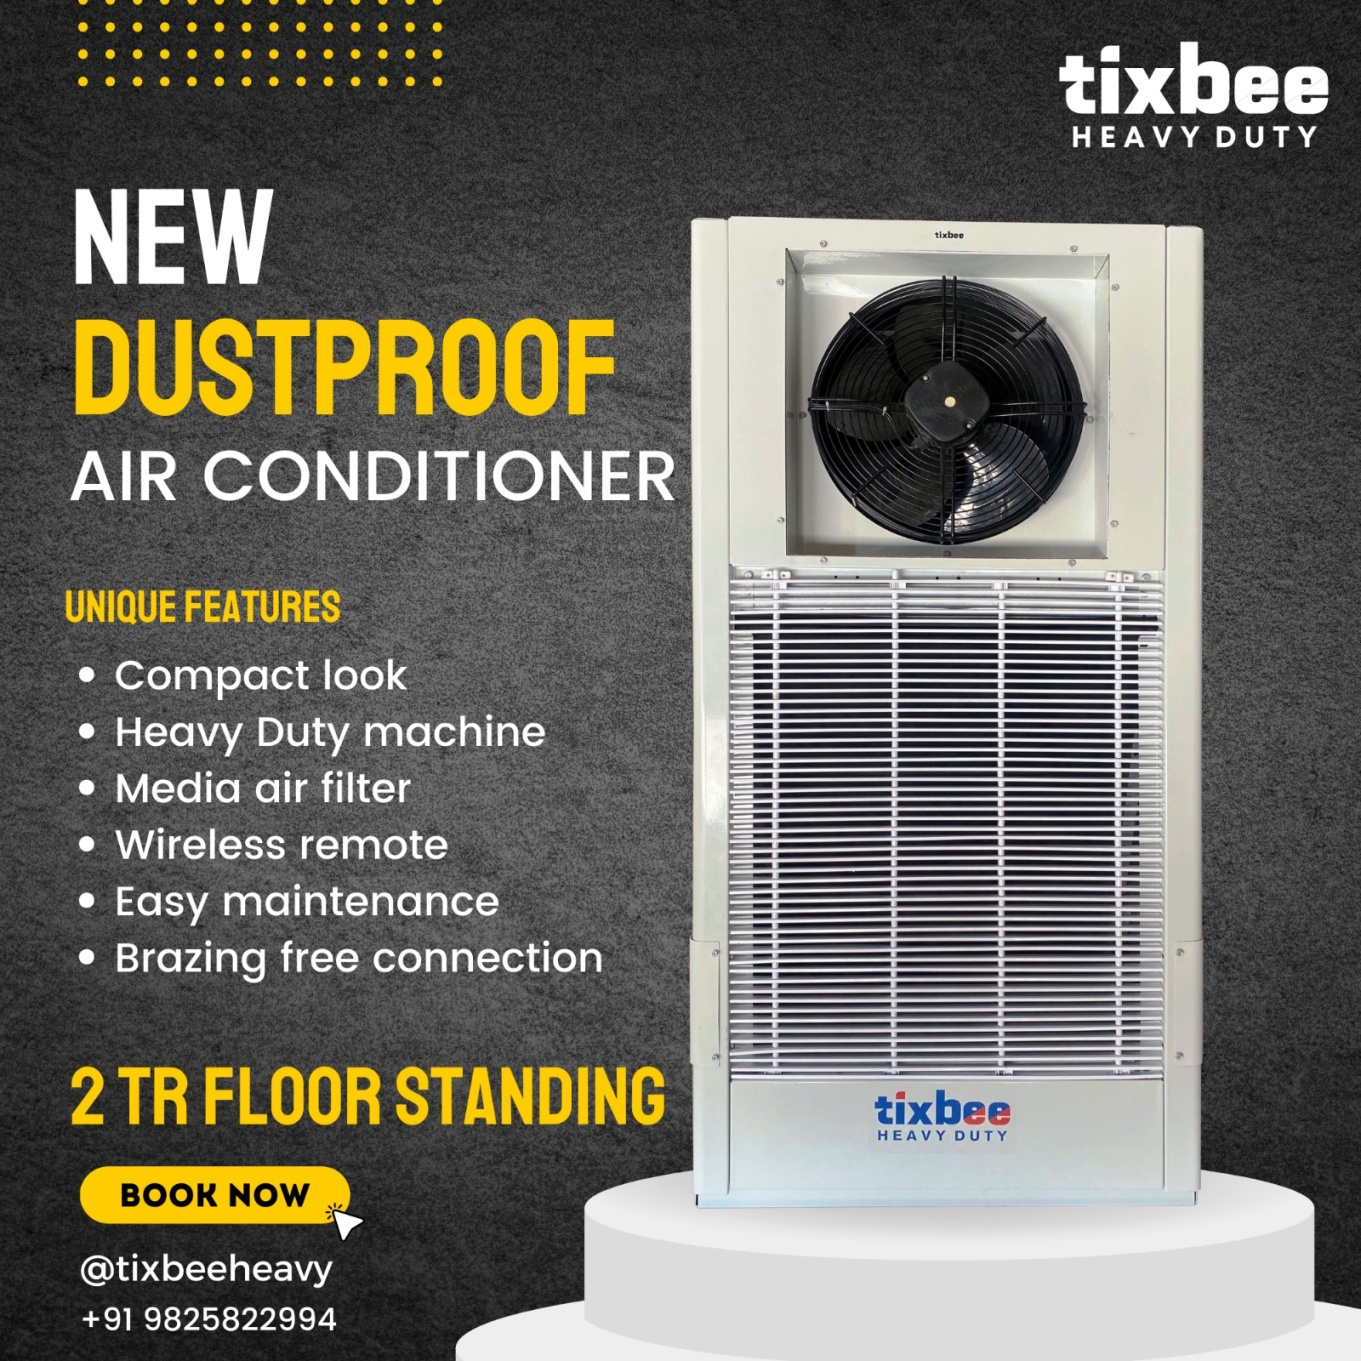 tixbee
HEAVY DUTY
NEW
DUSTPROOF
AIR CONDITIONER
UNIQUE FEATURES
• Compact look
• Heavy Duty machine
• Media air filter
• Wireless remote
• Easy maintenance
• Brazing free connection
2 TR FLOOR STANDING
BOOK NOW
@tixbeeheavy
+91 9825822994
tixbee
tixbee
HEAVY DUTY